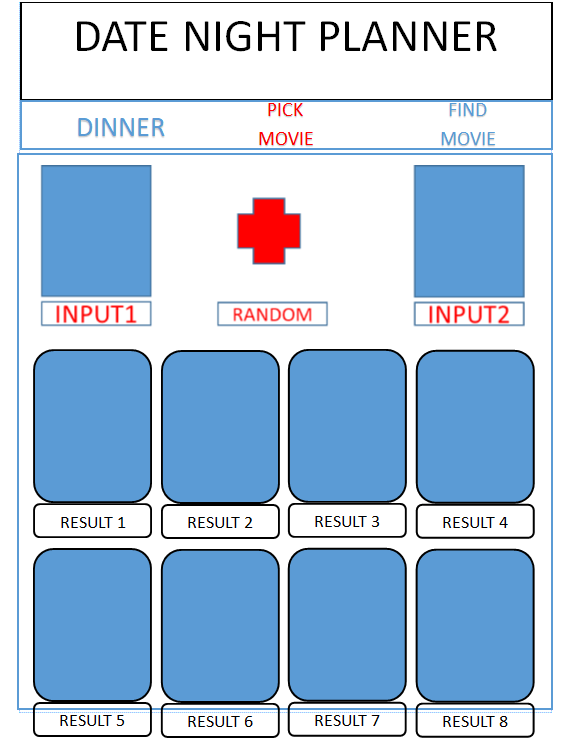 DATE NIGHT PLANNER
DINNER
PICK
MOVIE
FIND
MOVIE
INPUT1
RANDOM
INPUT2
RESULT 1
RESULT 2
RESULT 3
RESULT 4
RESULT 5
RESULT 6
RESULT 7
RESULT 8